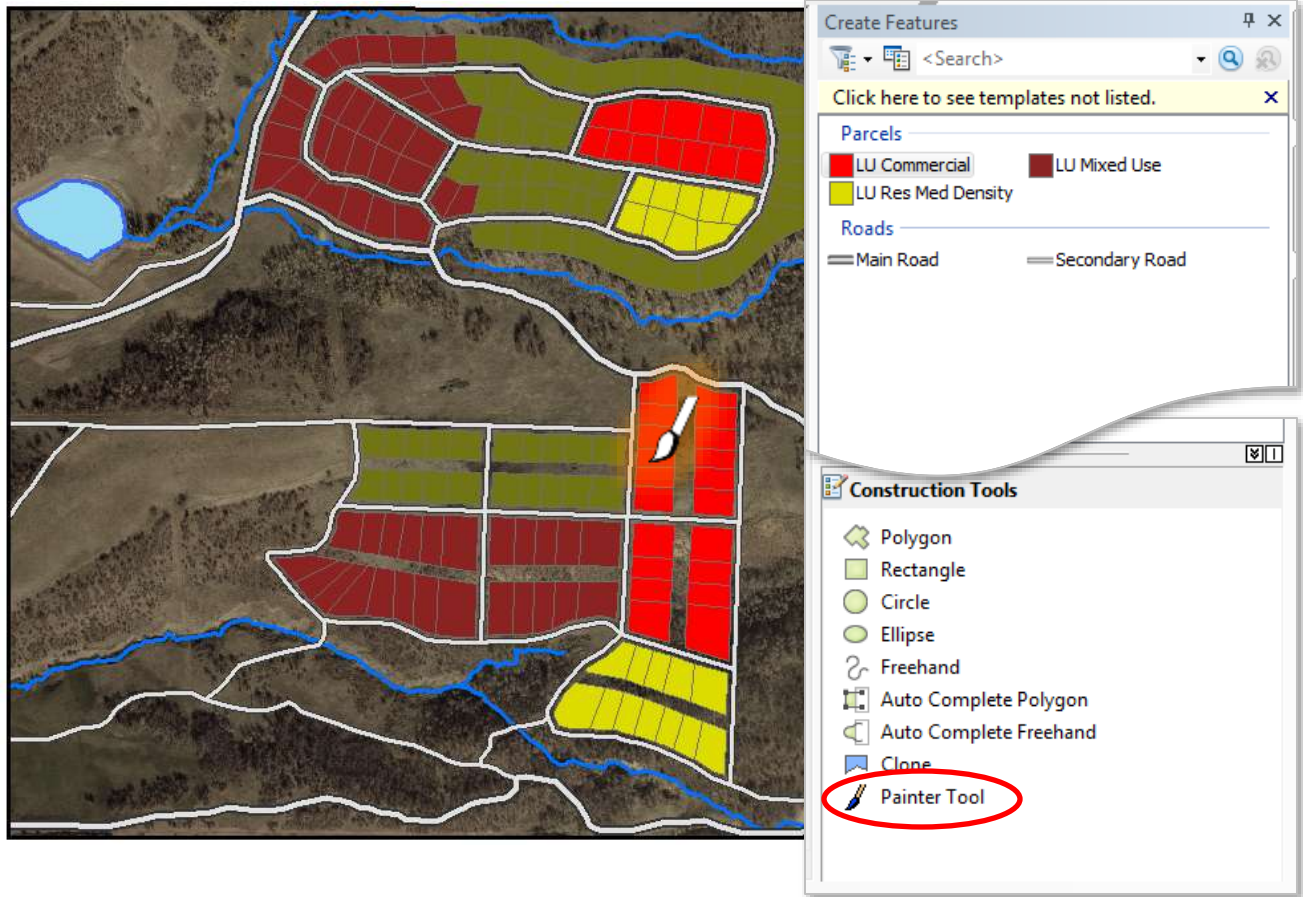 Create Features
<Search>
Click here to see templates not listed.
Parcels
LU Commercial LU Mixed Use
LU Res Med Density
Roads
Main Road Secondary Road
Construction Tools
Polygon
Rectangle
Circle
Ellipse
Freehand
Auto Complete Polygon
Auto Complete Freehand
Clone
Painter Tool